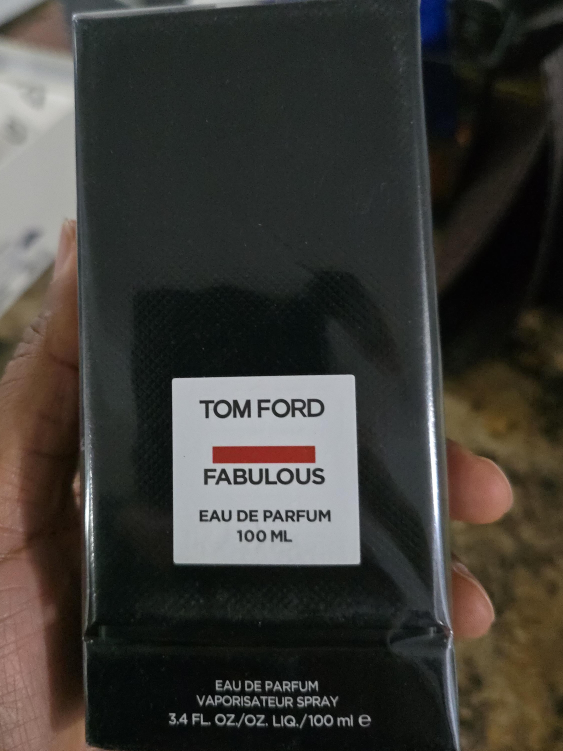 TOM FORD
FABULOUS
EAU DE PARFUM
100 ML
EAU DE PARFUM
VAPORISATEUR SPRAY
3.4 FL. OZ./OZ. LIQ./100 ml ℮